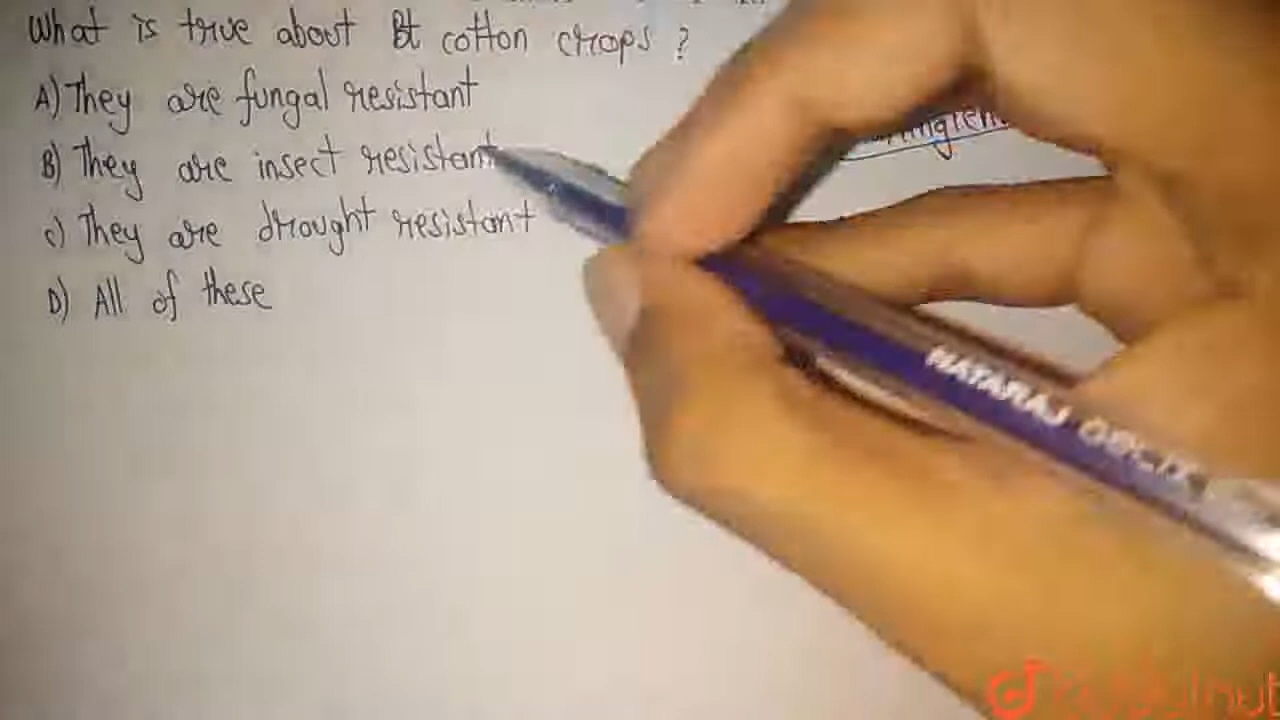 What is true about Bt cotton crops ?
A) They are fungal resistant
B) They are insect resistant
c) They are drought resistant
D) All of these
NATARAJ